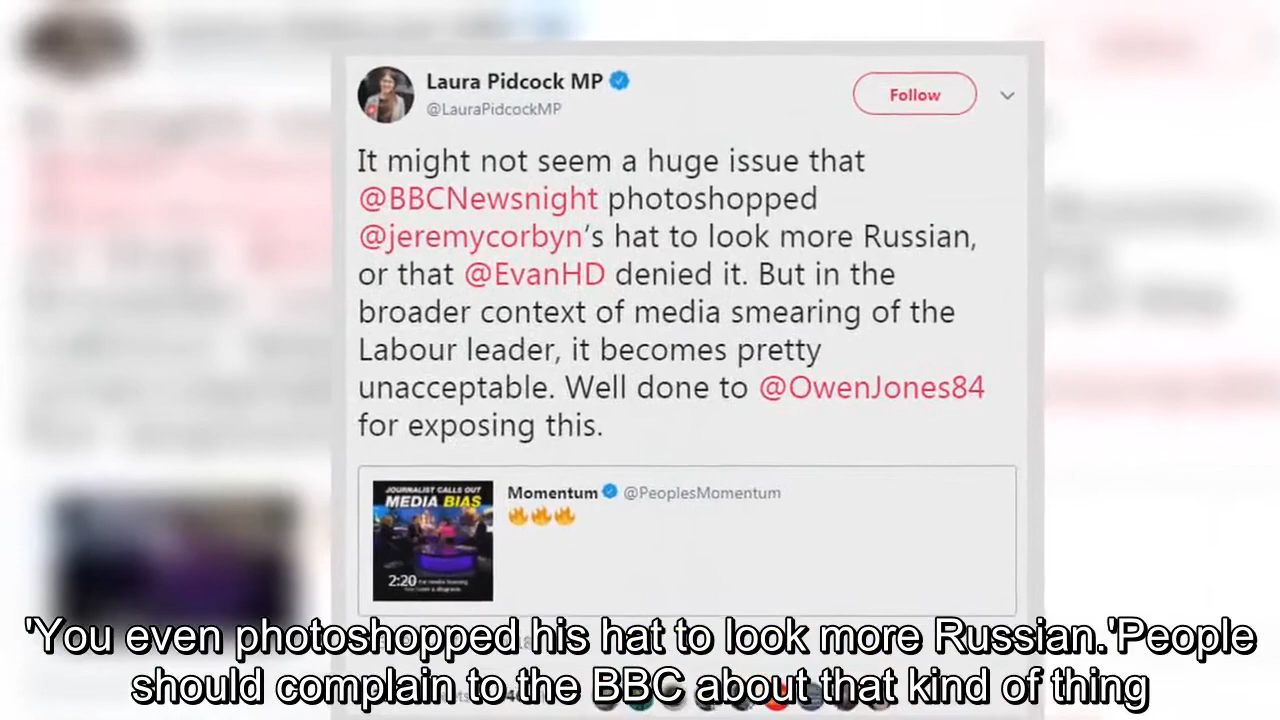 Laura Pidcock MP
Follow
@LauraPidcockMP
It might not seem a huge issue that
@BBCNewsnight photoshopped
@jeremycorbyn's hat to look more Russian,
or that @EvanHD denied it. But in the
broader context of media smearing of the
Labour leader, it becomes pretty
unacceptable. Well done to @OwenJones84
for exposing this.
JOURNALIST CALLS OUT
MEDIA BIAS
2:20
Momentum @PeoplesMomentum
🔥🔥🔥
'You even photoshopped his hat to look more Russian.'People
should complain to the BBC about that kind of thing